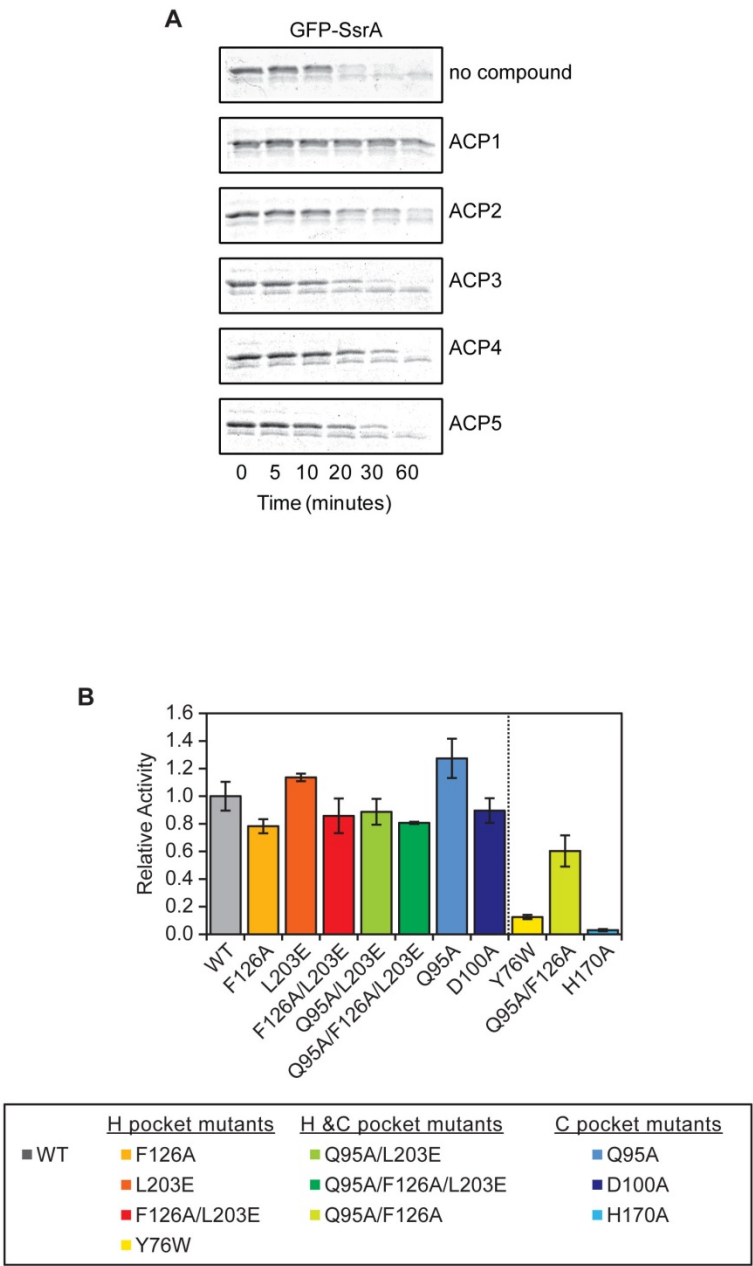 A
GFP-SsrA
no compound
ACP1
ACP2
ACP3
ACP4
ACP5
0 5 10 20 30 60
Time (minutes)
B
Relative Activity
1.6
1.4
1.2
1.0
0.8
0.6
0.4
0.2
0.0
WT
F126A
L203E
F126A/L203E
Q95A/L203E
Q95A/F126A/L203E
Q95A
D100A
Y76W
Q95A/F126A
H170A
H pocket mutants H &C pocket mutants C pocket mutants
WT F126A Q95A/L203E Q95A
L203E Q95A/F126A/L203E D100A
F126A/L203E Q95A/F126A H170A
Y76W